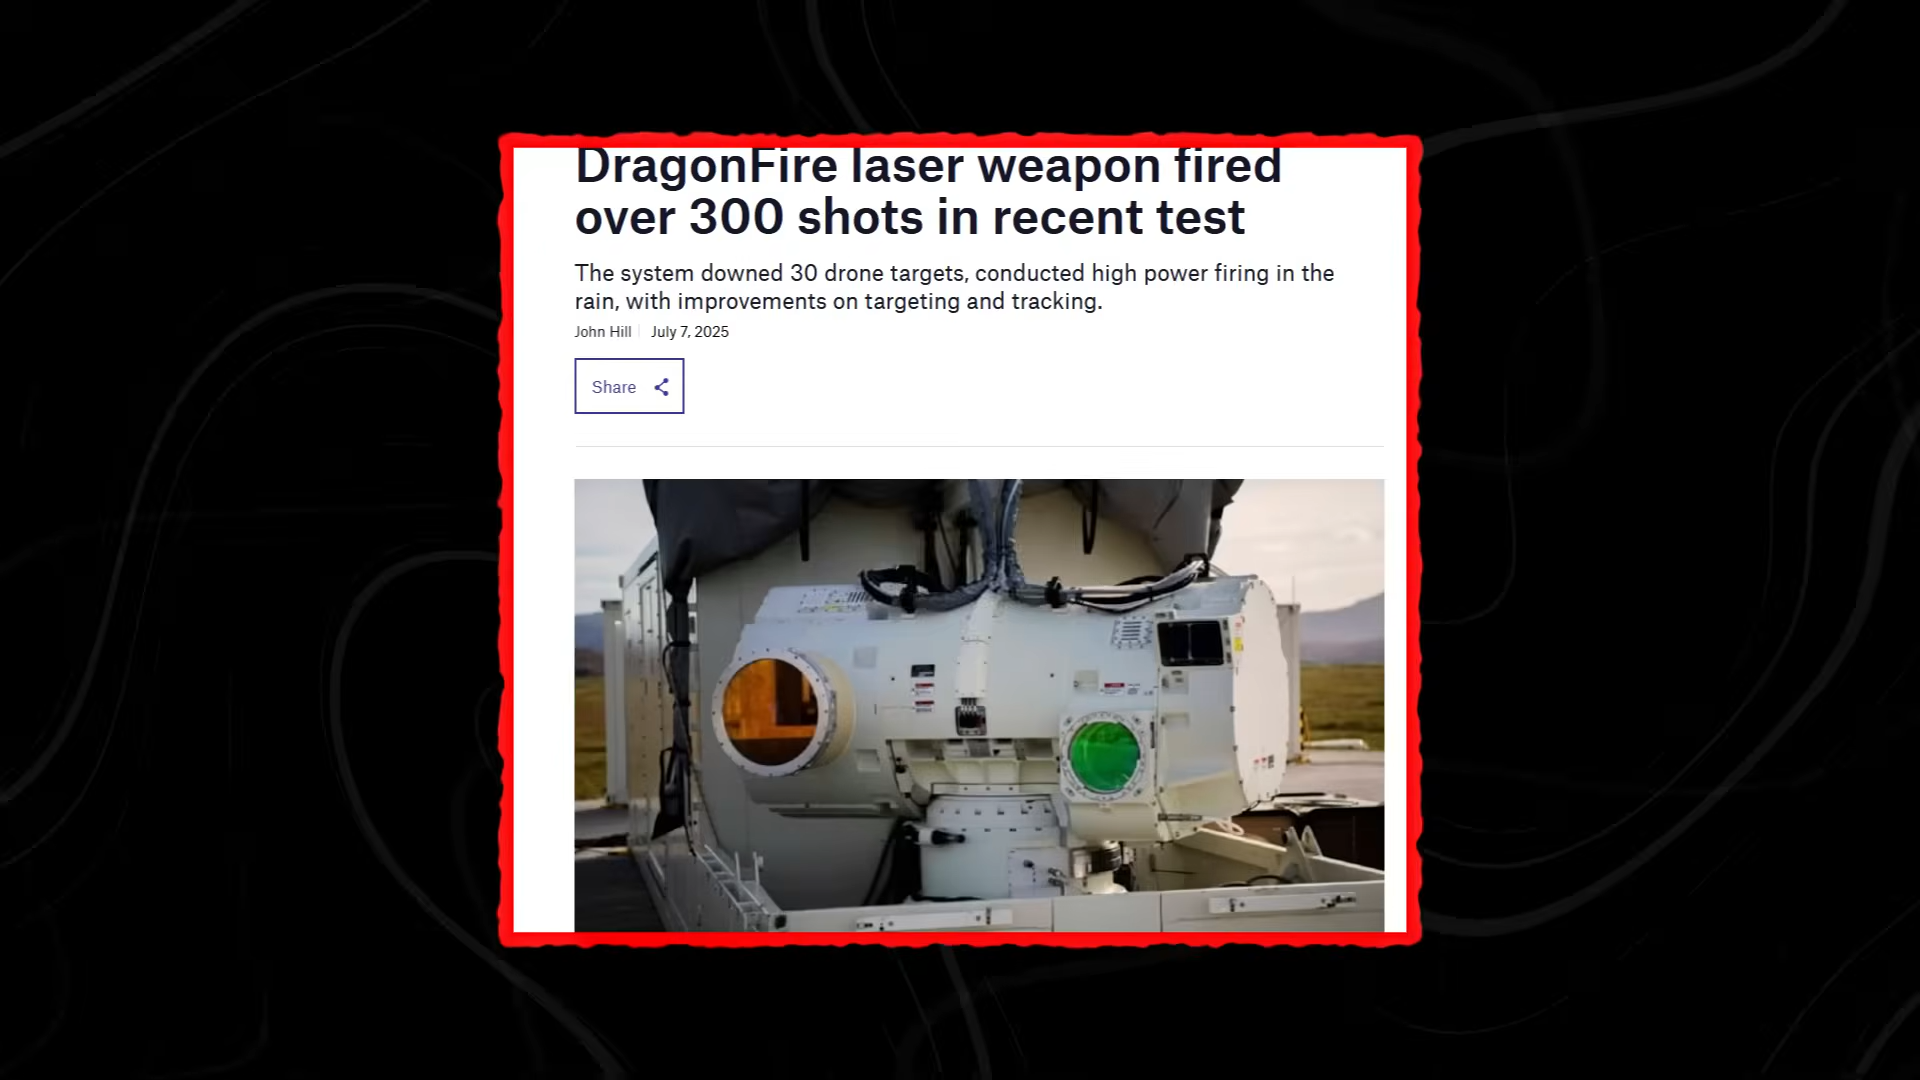 DragonFire laser weapon fired
over 300 shots in recent test
The system downed 30 drone targets, conducted high power firing in the
rain, with improvements on targeting and tracking.
John Hill | July 7, 2025
Share